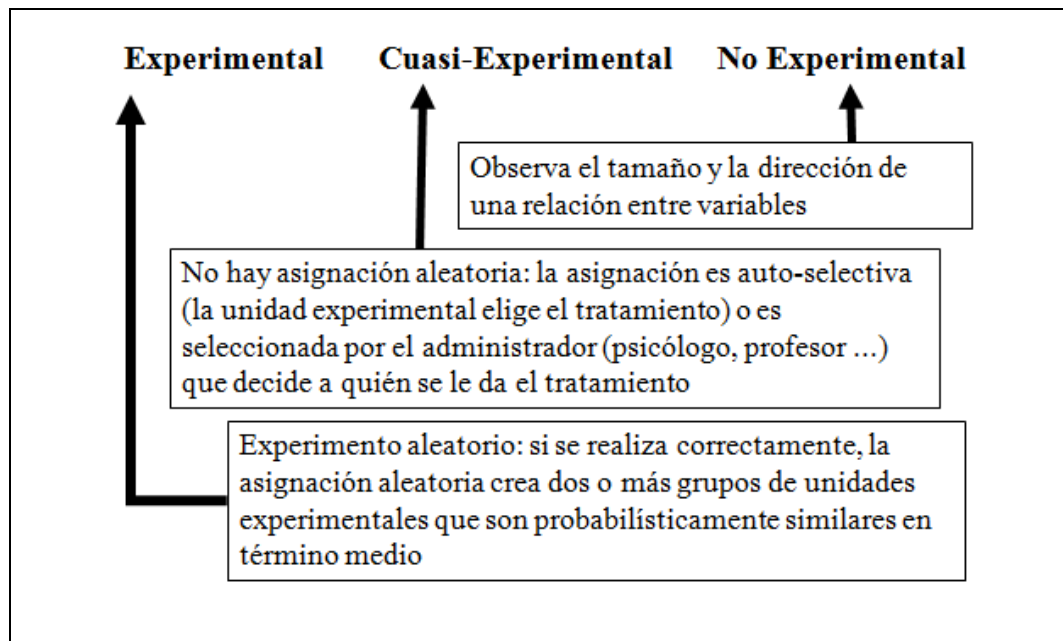 Experimental Cuasi-Experimental No Experimental
Observa el tamaño y la dirección de
una relación entre variables
No hay asignación aleatoria: la asignación es auto-selectiva
(la unidad experimental elige el tratamiento) o es
seleccionada por el administrador (psicólogo, profesor ...)
que decide a quién se le da el tratamiento
Experimento aleatorio: si se realiza correctamente, la
asignación aleatoria crea dos o más grupos de unidades
experimentales que son probabilísticamente similares en
término medio